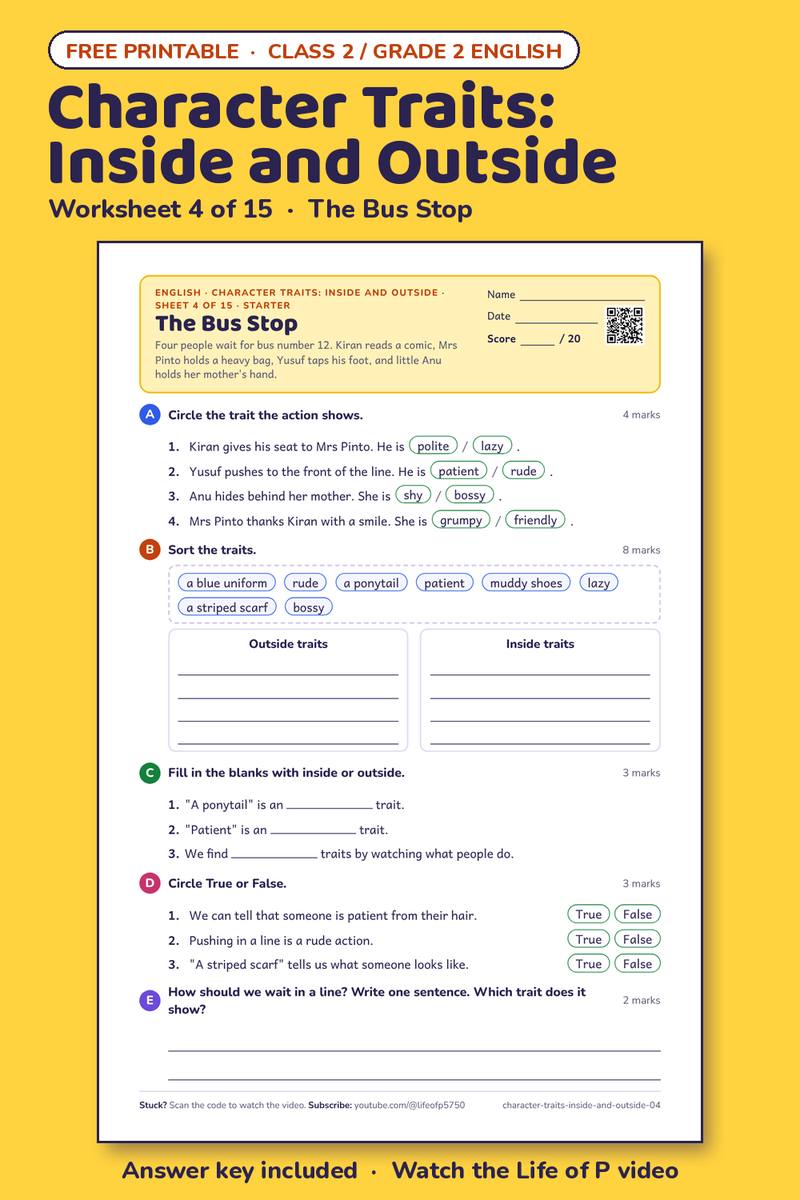 FREE PRINTABLE · CLASS 2 / GRADE 2 ENGLISH
Character Traits:
Inside and Outside
Worksheet 4 of 15 · The Bus Stop
ENGLISH · CHARACTER TRAITS: INSIDE AND OUTSIDE ·
SHEET 4 OF 15 · STARTER
The Bus Stop
Four people wait for bus number 12. Kiran reads a comic, Mrs
Pinto holds a heavy bag, Yusuf taps his foot, and little Anu
holds her mother's hand.
Name
Date
Score ______ / 20
A Circle the trait the action shows. 4 marks
1. Kiran gives his seat to Mrs Pinto. He is polite / lazy .
2. Yusuf pushes to the front of the line. He is patient / rude .
3. Anu hides behind her mother. She is shy / bossy .
4. Mrs Pinto thanks Kiran with a smile. She is grumpy / friendly .
B Sort the traits. 8 marks
a blue uniform rude a ponytail patient muddy shoes lazy
a striped scarf bossy
Outside traits Inside traits
C Fill in the blanks with inside or outside. 3 marks
1. "A ponytail" is an ____________ trait.
2. "Patient" is an ____________ trait.
3. We find ____________ traits by watching what people do.
D Circle True or False. 3 marks
1. We can tell that someone is patient from their hair. True False
2. Pushing in a line is a rude action. True False
3. "A striped scarf" tells us what someone looks like. True False
E How should we wait in a line? Write one sentence. Which trait does it
show? 2 marks
Stuck? Scan the code to watch the video. Subscribe: youtube.com/@lifeofp5750 character-traits-inside-and-outside-04
Answer key included · Watch the Life of P video